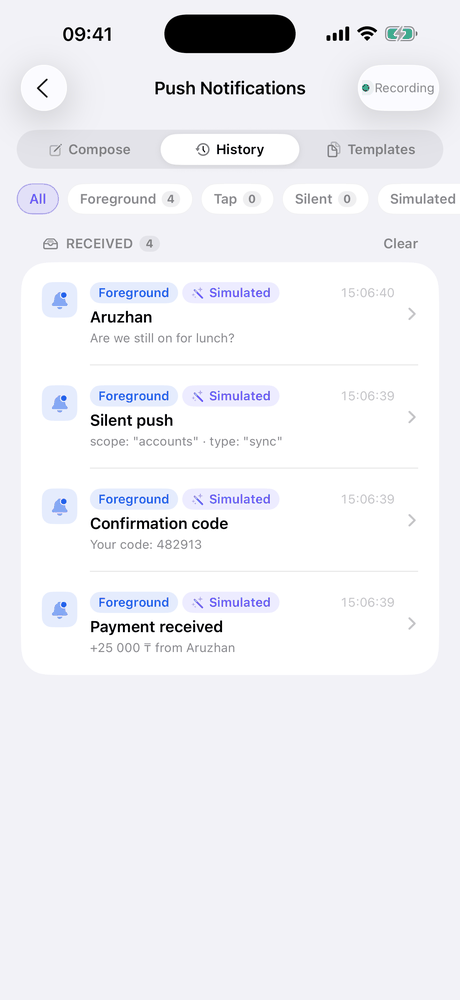 09:41
Push Notifications
Recording
Compose
History
Templates
All
Foreground 4
Tap 0
Silent 0
Simulated
RECEIVED 4
Clear
Foreground Simulated 15:06:40
Aruzhan
Are we still on for lunch?
Foreground Simulated 15:06:39
Silent push
scope: "accounts" · type: "sync"
Foreground Simulated 15:06:39
Confirmation code
Your code: 482913
Foreground Simulated 15:06:39
Payment received
+25 000 ₸ from Aruzhan